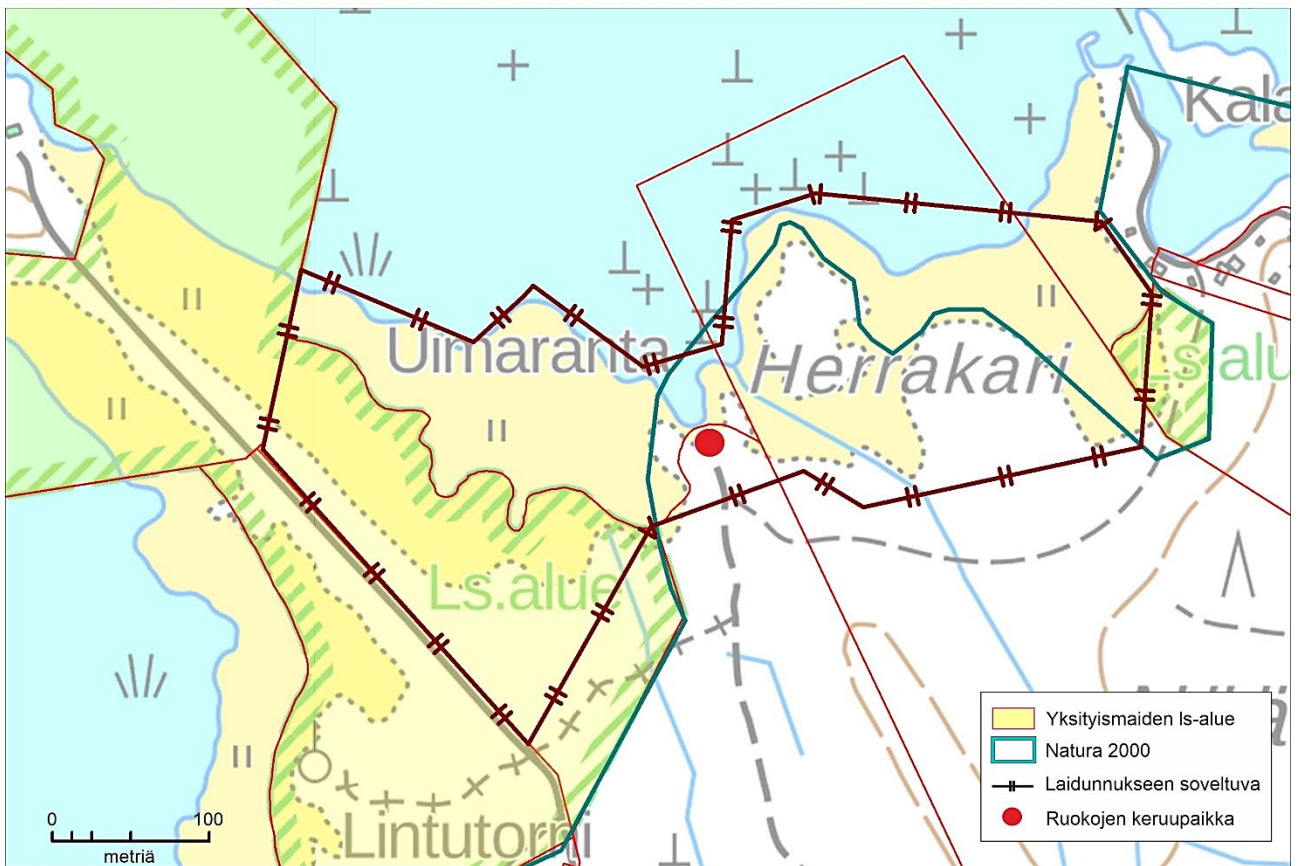 Kala
Uimaranta
Herrakari
Ls.alu
Ls.alue
Lintutorni
Yksityismaiden ls-alue
Natura 2000
Laidunnukseen soveltuva
Ruokojen keruupaikka
0 100
metriä